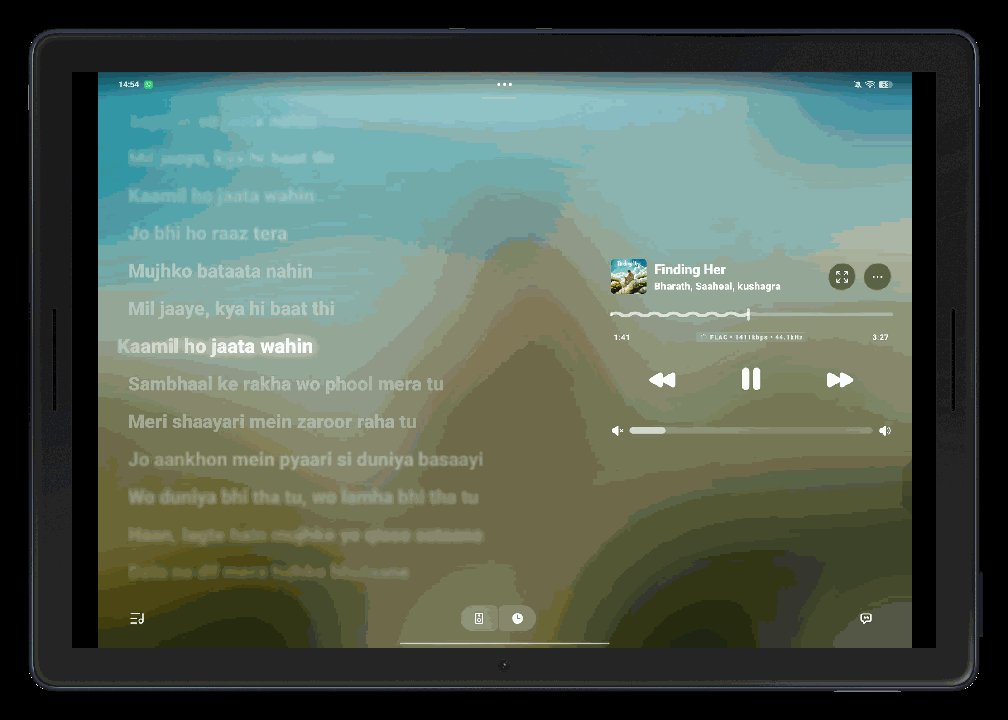 14:54
Mil jaaye, kya hi baat thi
Kaamil ho jaata wahin
Jo bhi ho raaz tera
Mujhko bataata nahin
Mil jaaye, kya hi baat thi
Kaamil ho jaata wahin
Sambhaal ke rakha wo phool mera tu
Meri shaayari mein zaroor raha tu
Jo aankhon mein pyaari si duniya basaayi
Wo duniya bhi tha tu, wo lamha bhi tha tu
Finding Her
Bharath, Saaheal, kushagra
1:41
FLAC • 1411kbps • 44.1kHz
3:27